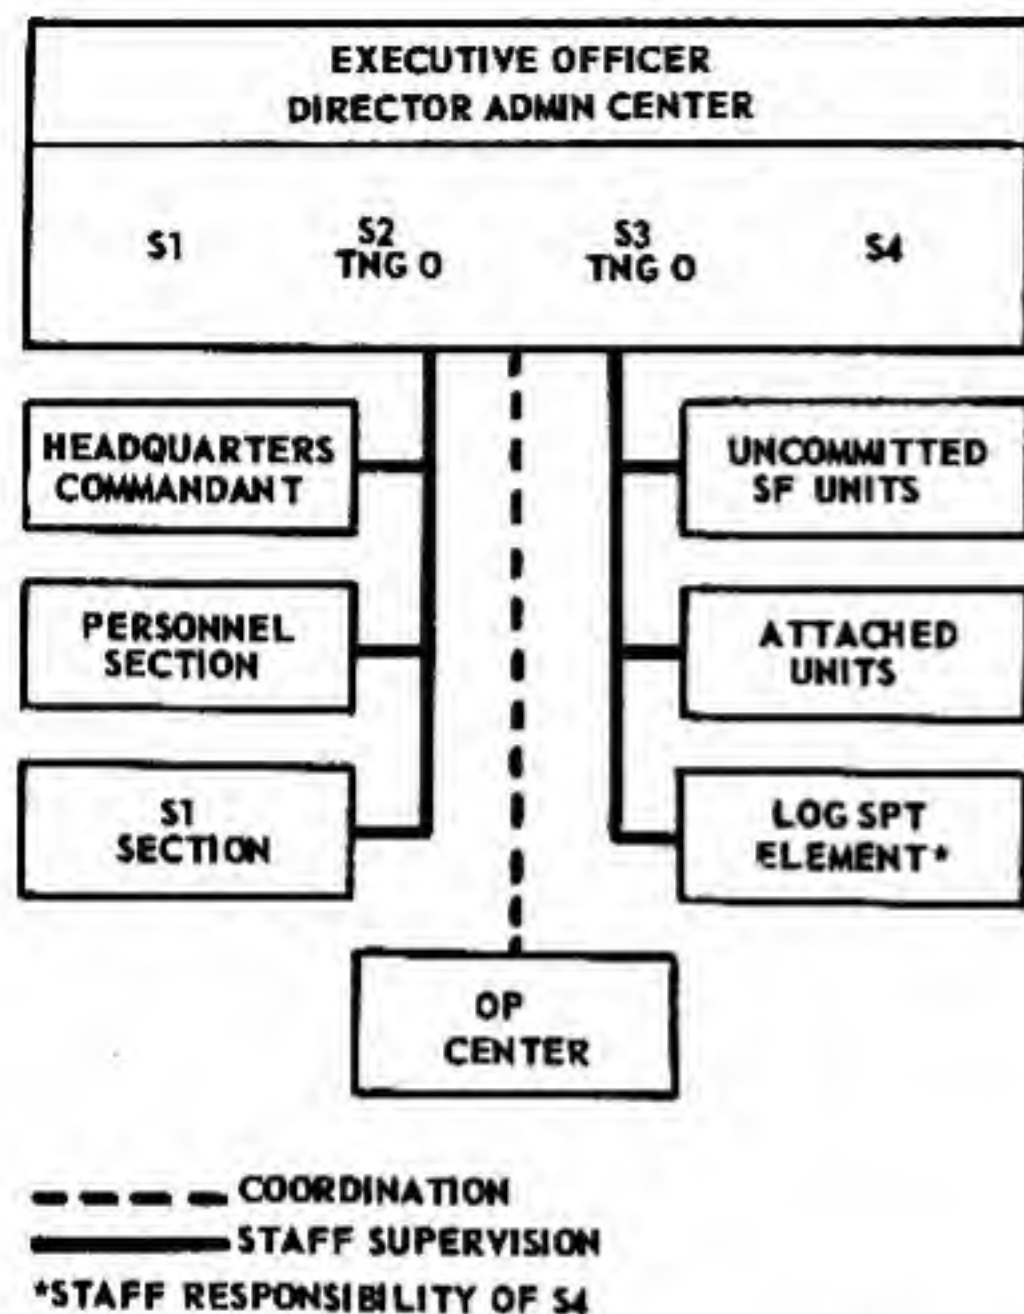 EXECUTIVE OFFICER
DIRECTOR ADMIN CENTER
S1
S2
TNG O
S3
TNG O
S4
HEADQUARTERS
COMMANDANT
UNCOMMITTED
SF UNITS
PERSONNEL
SECTION
ATTACHED
UNITS
S1
SECTION
LOG SPT
ELEMENT*
OP
CENTER
COORDINATION
STAFF SUPERVISION
*STAFF RESPONSIBILITY OF S4